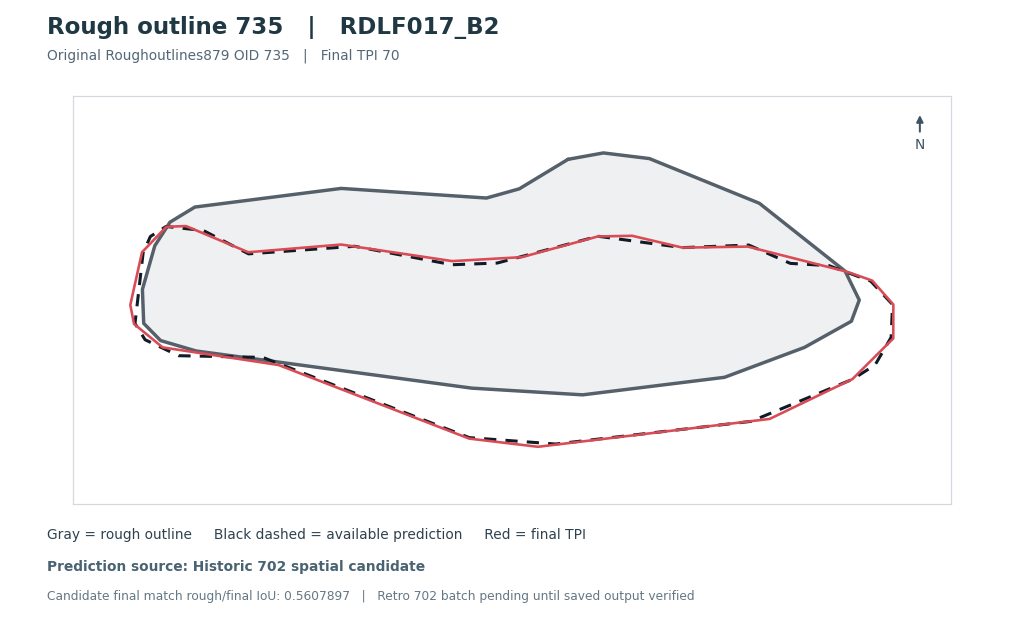 Rough outline 735   |   RDLF017_B2
Original Roughoutlines879 OID 735   |   Final TPI 70
N
Gray = rough outline     Black dashed = available prediction     Red = final TPI
Prediction source: Historic 702 spatial candidate
Candidate final match rough/final IoU: 0.5607897   |   Retro 702 batch pending until saved output verified